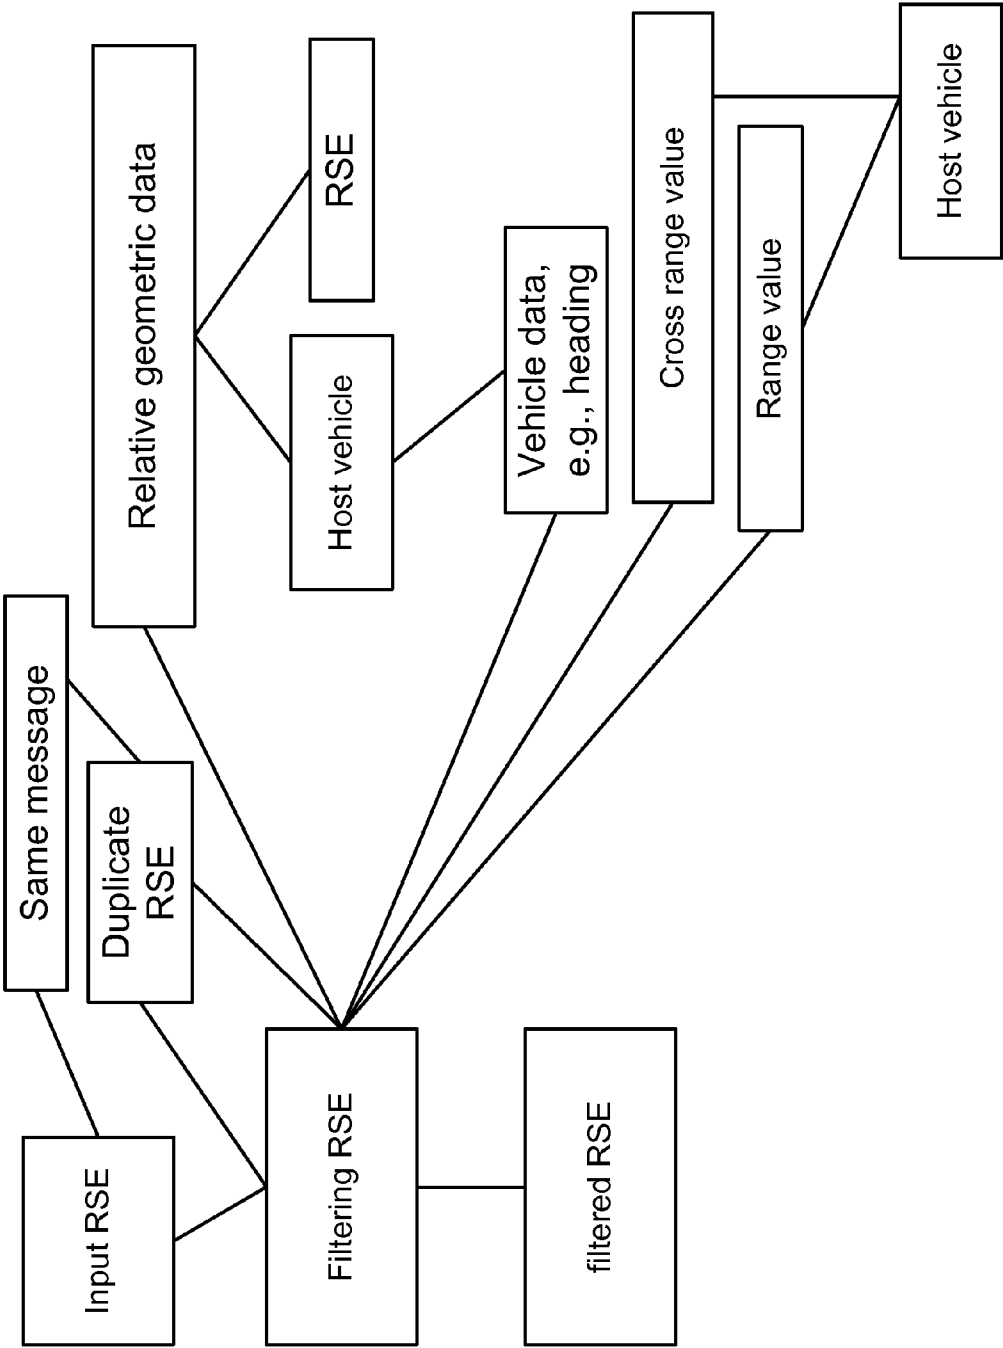 Input RSE
Same message
Duplicate
RSE
Relative geometric data
Filtering RSE
Host vehicle
RSE
filtered RSE
Vehicle data,
e.g., heading
Cross range value
Range value
Host vehicle